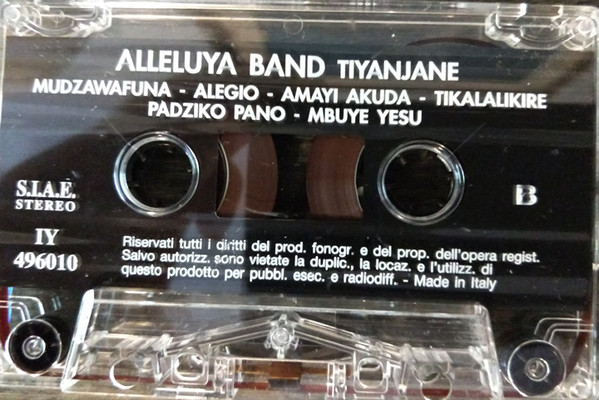 ALLELUYA BAND TIYANJANE
MUDZAWAFUNA - ALEGIO - AMAYI AKUDA - TIKALALIKIRE
PADZIKO PANO - MBUYE YESU
S.I.A.E.
STEREO
B
IY
496010
Riservati tutti i diritti del prod. fonogr. e del prop. dell'opera regist.
Salvo autorizz. sono vietate la duplic., la locaz. e l'utilizz. di
questo prodotto per pubbl. esec. e radiodiff. - Made in Italy